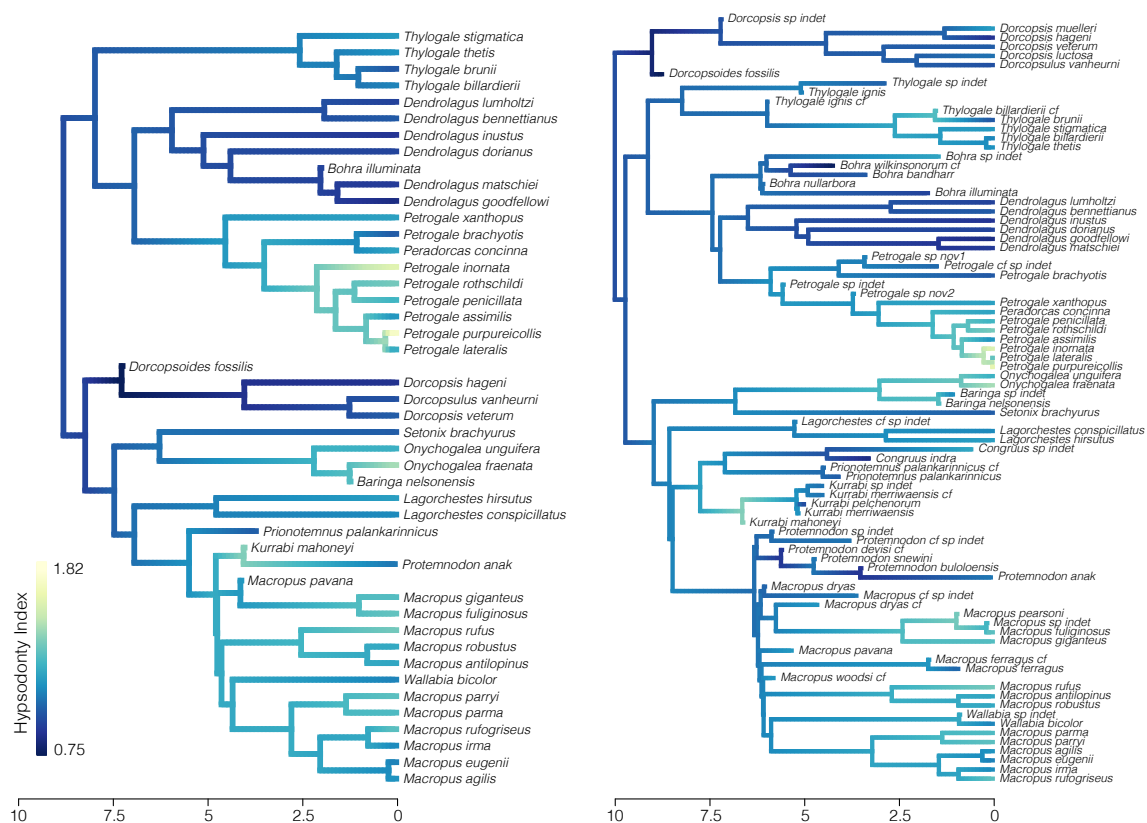 Thylogale stigmatica
Thylogale thetis
Thylogale brunii
Thylogale billardierii
Dendrolagus lumholtzi
Dendrolagus bennettianus
Dendrolagus inustus
Dendrolagus dorianus
Bohra illuminata
Dendrolagus matschiei
Dendrolagus goodfellowi
Petrogale xanthopus
Petrogale brachyotis
Peradorcas concinna
Petrogale inornata
Petrogale rothschildi
Petrogale penicillata
Petrogale assimilis
Petrogale purpureicollis
Petrogale lateralis
Dorcopsoides fossilis
Dorcopsis hageni
Dorcopsulus vanheurni
Dorcopsis veterum
Setonix brachyurus
Onychogalea unguifera
Onychogalea fraenata
Baringa nelsonensis
Lagorchestes hirsutus
Lagorchestes conspicillatus
Prionotemnus palankarinnicus
Kurrabi mahoneyi
Protemnodon anak
Macropus pavana
Macropus giganteus
Macropus fuliginosus
Macropus rufus
Macropus robustus
Macropus antilopinus
Wallabia bicolor
Macropus parryi
Macropus parma
Macropus rufogriseus
Macropus irma
Macropus eugenii
Macropus agilis
Hypsodonty Index
1.82
0.75
10 7.5 5 2.5 0
Dorcopsis sp indet
Dorcopsis muelleri
Dorcopsis hageni
Dorcopsis veterum
Dorcopsis luctosa
Dorcopsulus vanheurni
Dorcopsoides fossilis
Thylogale sp indet
Thylogale ignis
Thylogale ignis cf
Thylogale billardierii cf
Thylogale brunii
Thylogale stigmatica
Thylogale billardierii
Thylogale thetis
Bohra sp indet
Bohra wilkinsonorum cf
Bohra bandharr
Bohra nullarbora
Bohra illuminata
Dendrolagus lumholtzi
Dendrolagus bennettianus
Dendrolagus inustus
Dendrolagus dorianus
Dendrolagus goodfellowi
Dendrolagus matschiei
Petrogale sp nov1
Petrogale cf sp indet
Petrogale brachyotis
Petrogale sp indet
Petrogale sp nov2
Petrogale xanthopus
Peradorcas concinna
Petrogale penicillata
Petrogale rothschildi
Petrogale assimilis
Petrogale inornata
Petrogale lateralis
Petrogale purpureicollis
Onychogalea unguifera
Onychogalea fraenata
Baringa sp indet
Baringa nelsonensis
Setonix brachyurus
Lagorchestes cf sp indet
Lagorchestes conspicillatus
Lagorchestes hirsutus
Congruus sp indet
Congruus indra
Prionotemnus palankarinnicus cf
Prionotemnus palankarinnicus
Kurrabi sp indet
Kurrabi merriwaensis cf
Kurrabi pelchenorum
Kurrabi merriwaensis
Kurrabi mahoneyi
Protemnodon sp indet
Protemnodon cf sp indet
Protemnodon devisi cf
Protemnodon snewini
Protemnodon buloloensis
Protemnodon anak
Macropus dryas
Macropus cf sp indet
Macropus dryas cf
Macropus pearsoni
Macropus sp indet
Macropus fuliginosus
Macropus giganteus
Macropus pavana
Macropus ferragus cf
Macropus ferragus
Macropus woodsi cf
Macropus rufus
Macropus antilopinus
Macropus robustus
Wallabia sp indet
Wallabia bicolor
Macropus parma
Macropus parryi
Macropus agilis
Macropus eugenii
Macropus irma
Macropus rufogriseus
10 7.5 5 2.5 0